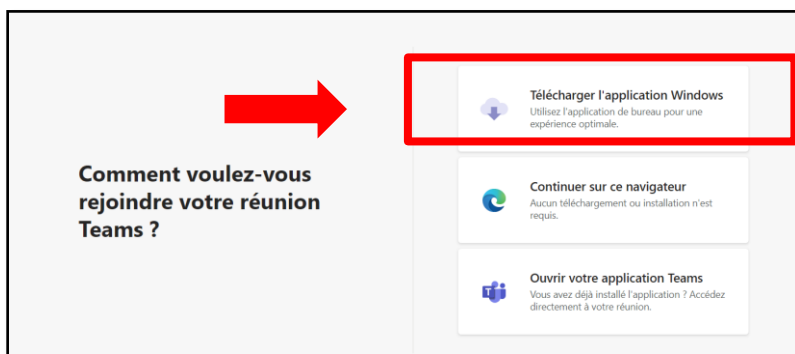 Télécharger l'application Windows
Utilisez l'application de bureau pour une
expérience optimale.
Comment voulez-vous
rejoindre votre réunion
Teams ?
Continuer sur ce navigateur
Aucun téléchargement ou installation n'est
requis.
Ouvrir votre application Teams
Vous avez déjà installé l'application ? Accédez
directement à votre réunion.